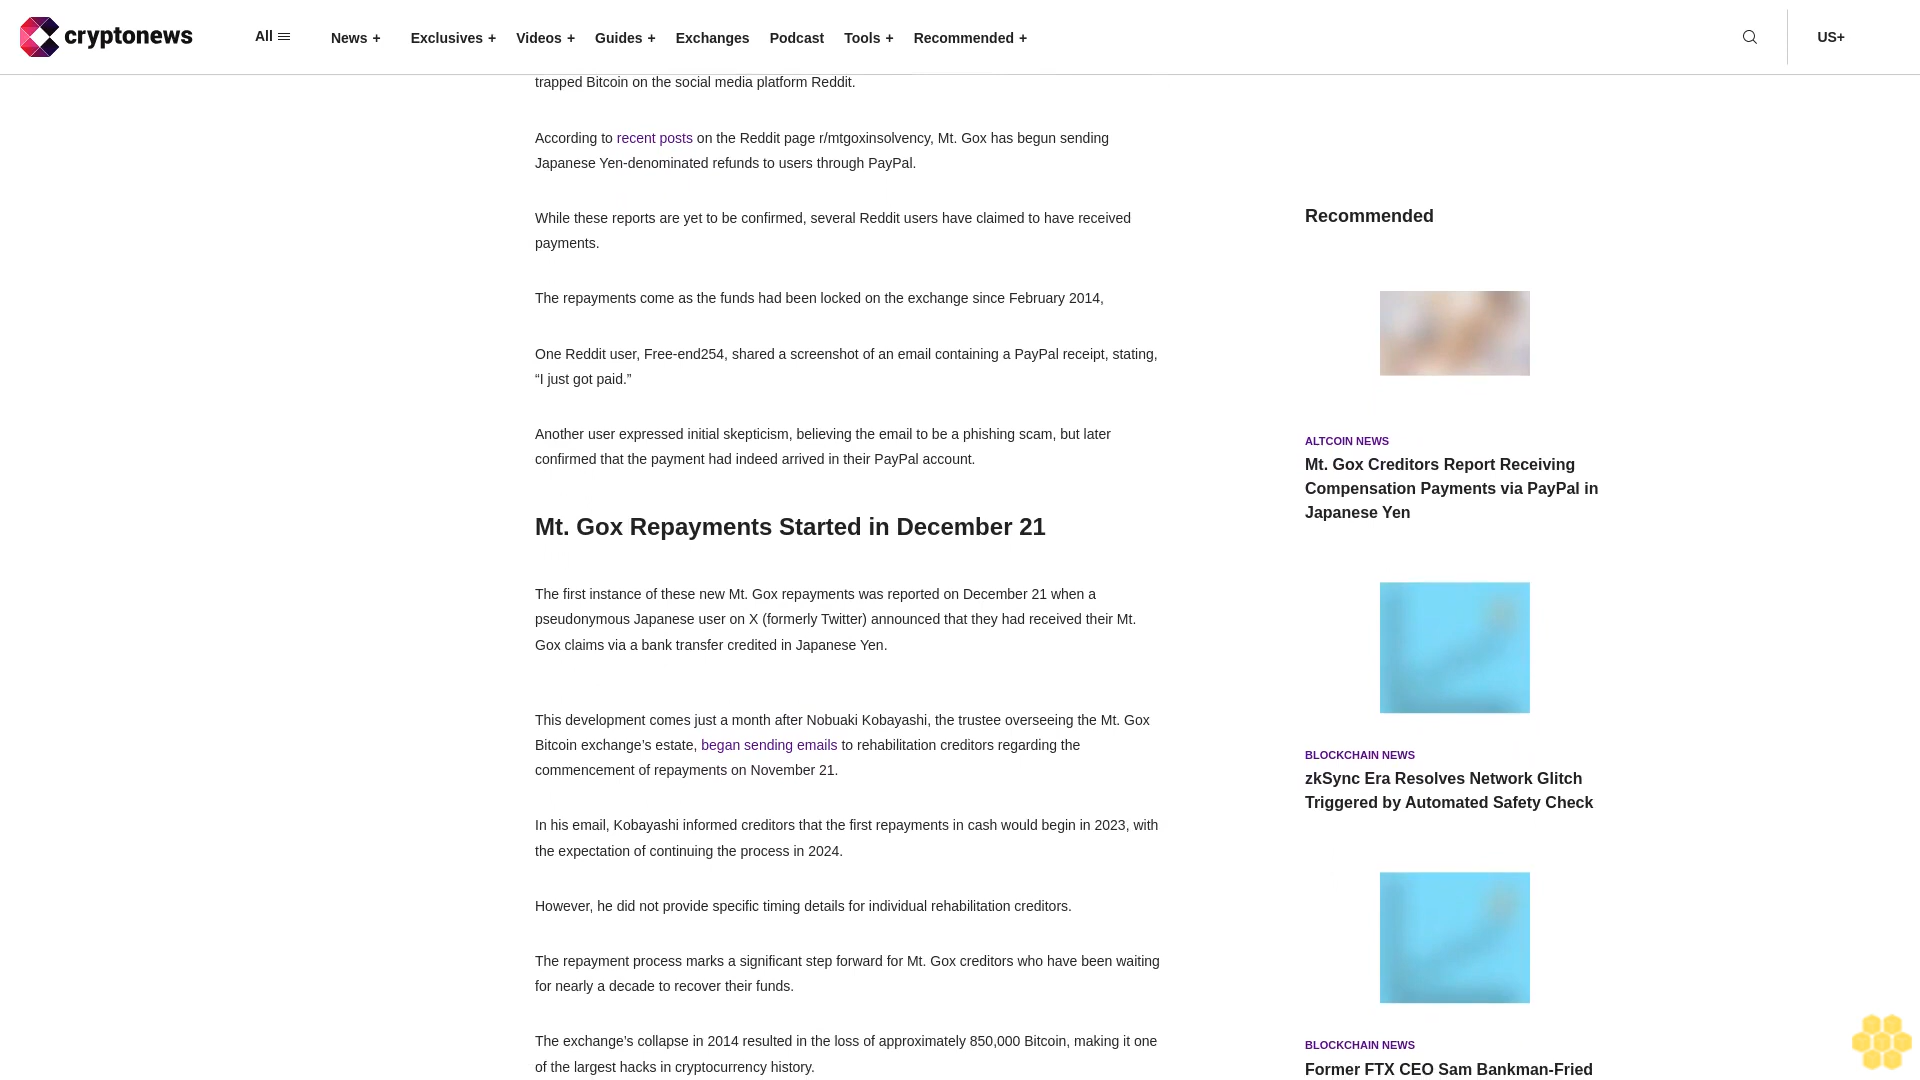 cryptonews
All
News +
Exclusives +
Videos +
Guides +
Exchanges
Podcast
Tools +
Recommended +
US+
trapped Bitcoin on the social media platform Reddit.
According to recent posts on the Reddit page r/mtgoxinsolvency, Mt. Gox has begun sending
Japanese Yen-denominated refunds to users through PayPal.
While these reports are yet to be confirmed, several Reddit users have claimed to have received
payments.
The repayments come as the funds had been locked on the exchange since February 2014,
One Reddit user, Free-end254, shared a screenshot of an email containing a PayPal receipt, stating,
“I just got paid.”
Another user expressed initial skepticism, believing the email to be a phishing scam, but later
confirmed that the payment had indeed arrived in their PayPal account.
Mt. Gox Repayments Started in December 21
The first instance of these new Mt. Gox repayments was reported on December 21 when a
pseudonymous Japanese user on X (formerly Twitter) announced that they had received their Mt.
Gox claims via a bank transfer credited in Japanese Yen.
This development comes just a month after Nobuaki Kobayashi, the trustee overseeing the Mt. Gox
Bitcoin exchange’s estate, began sending emails to rehabilitation creditors regarding the
commencement of repayments on November 21.
In his email, Kobayashi informed creditors that the first repayments in cash would begin in 2023, with
the expectation of continuing the process in 2024.
However, he did not provide specific timing details for individual rehabilitation creditors.
The repayment process marks a significant step forward for Mt. Gox creditors who have been waiting
for nearly a decade to recover their funds.
The exchange’s collapse in 2014 resulted in the loss of approximately 850,000 Bitcoin, making it one
of the largest hacks in cryptocurrency history.
Recommended
ALTCOIN NEWS
Mt. Gox Creditors Report Receiving
Compensation Payments via PayPal in
Japanese Yen
BLOCKCHAIN NEWS
zkSync Era Resolves Network Glitch
Triggered by Automated Safety Check
BLOCKCHAIN NEWS
Former FTX CEO Sam Bankman-Fried